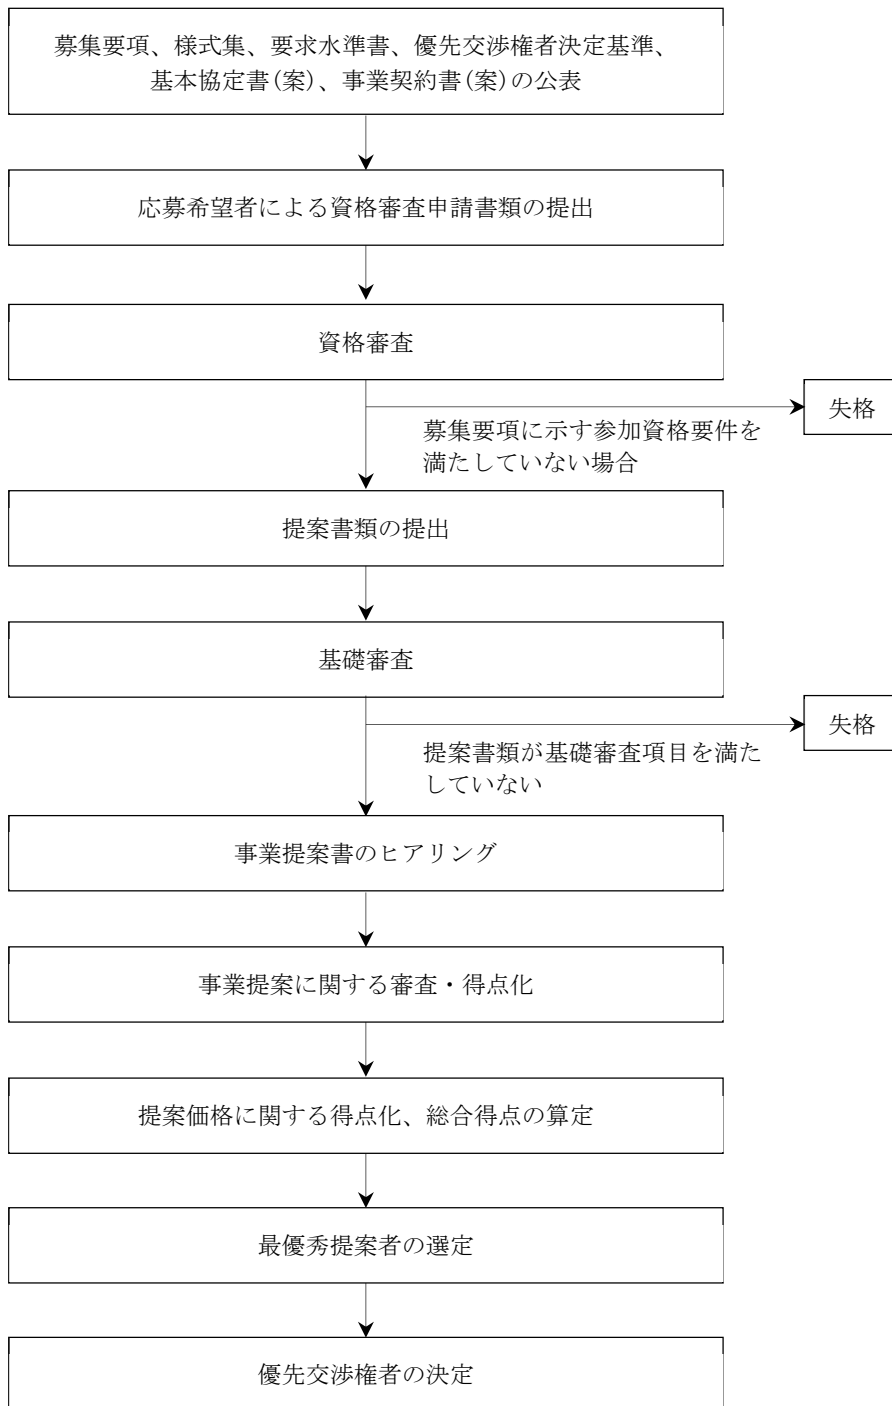 募集要項、様式集、要求水準書、優先交渉権者決定基準、
基本協定書(案)、事業契約書(案)の公表
応募希望者による資格審査申請書類の提出
資格審査
失格
募集要項に示す参加資格要件を
満たしていない場合
提案書類の提出
基礎審査
失格
提案書類が基礎審査項目を満た
していない
事業提案書のヒアリング
事業提案に関する審査・得点化
提案価格に関する得点化、総合得点の算定
最優秀提案者の選定
優先交渉権者の決定